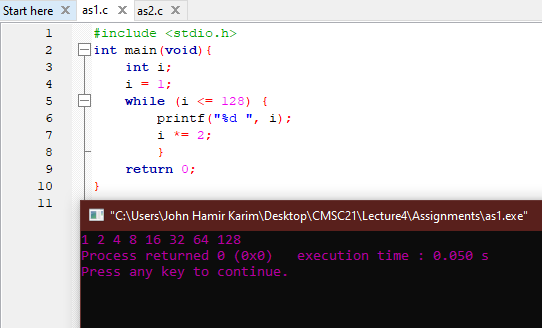 Start here as1.c as2.c
1 #include <stdio.h>
2 int main(void){
3 int i;
4 i = 1;
5 while (i <= 128) {
6 printf("%d ", i);
7 i *= 2;
8 }
9 return 0;
10 }
11
"C:\Users\John Hamir Karim\Desktop\CMSC21\Lecture4\Assignments\as1.exe"
1 2 4 8 16 32 64 128
Process returned 0 (0x0) execution time : 0.050 s
Press any key to continue.